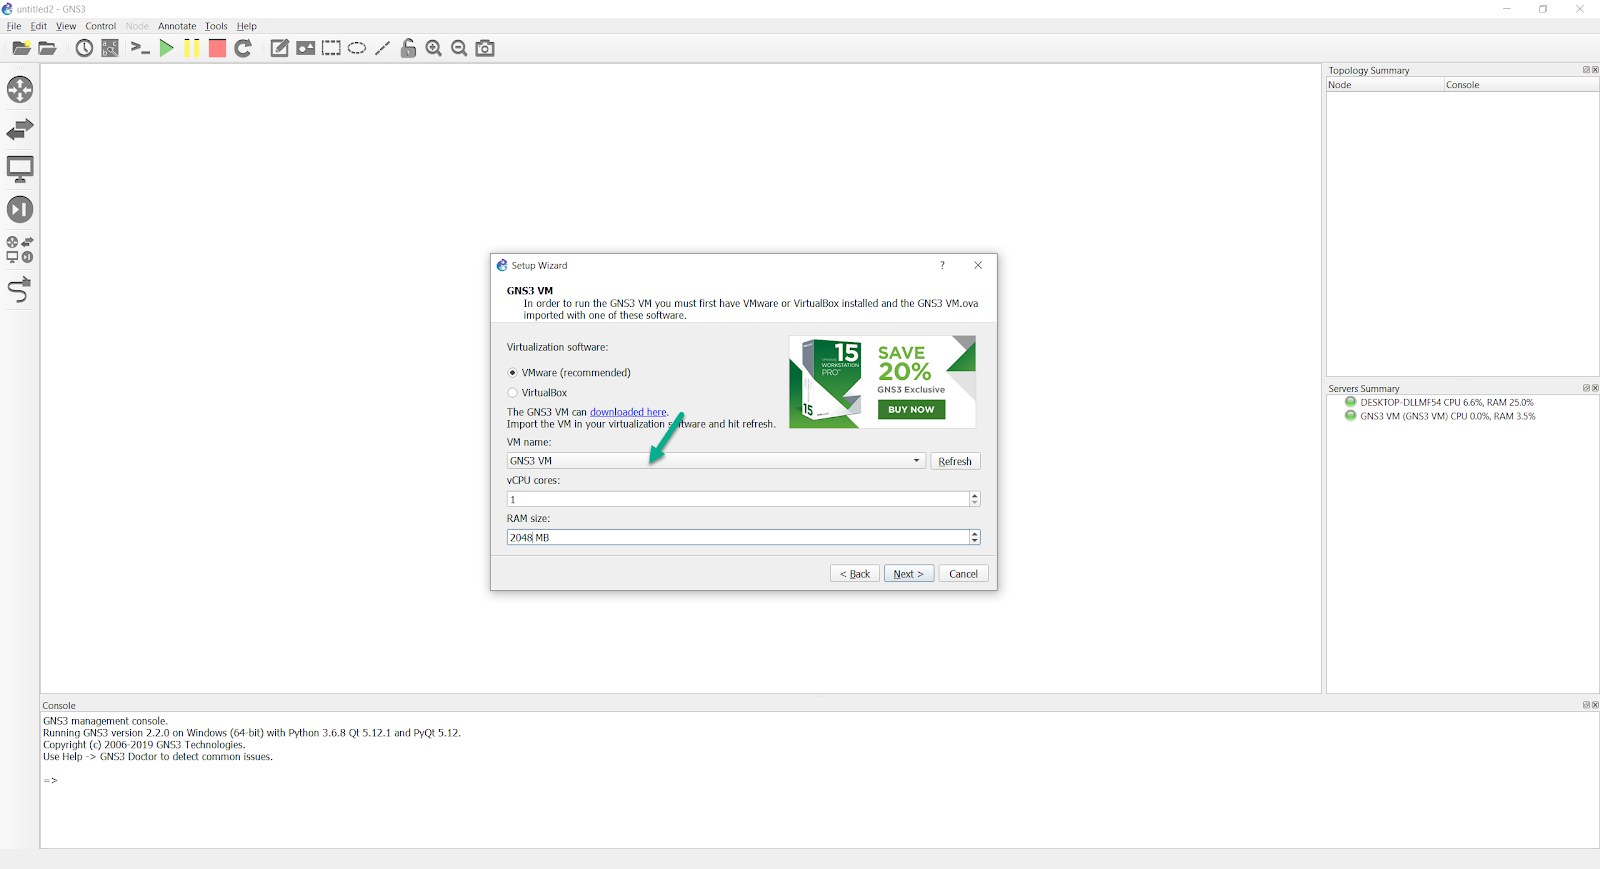 untitled2 - GNS3
File Edit View Control Node Annotate Tools Help
Topology Summary
Node Console
Setup Wizard
GNS3 VM
In order to run the GNS3 VM you must first have VMware or VirtualBox installed and the GNS3 VM.ova
imported with one of these software.
Virtualization software:
VMware (recommended)
VirtualBox
The GNS3 VM can downloaded here.
Import the VM in your virtualization software and hit refresh.
15
WORKSTATION
PRO™
15
SAVE
20%
GNS3 Exclusive
BUY NOW
VM name:
GNS3 VM
Refresh
vCPU cores:
1
RAM size:
2048 MB
< Back Next > Cancel
Servers Summary
DESKTOP-DLLMF54 CPU 6.6%, RAM 25.0%
GNS3 VM (GNS3 VM) CPU 0.0%, RAM 3.5%
Console
GNS3 management console.
Running GNS3 version 2.2.0 on Windows (64-bit) with Python 3.6.8 Qt 5.12.1 and PyQt 5.12.
Copyright (c) 2006-2019 GNS3 Technologies.
Use Help -> GNS3 Doctor to detect common issues.
=>